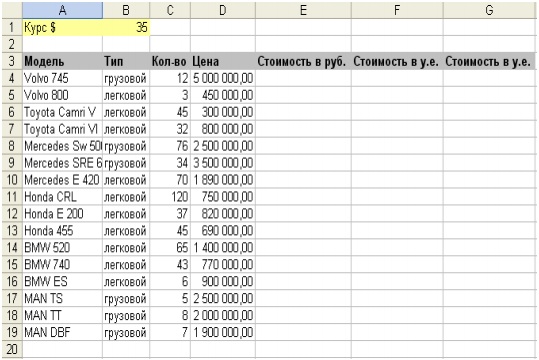 A B C D E F G
1 Курс $ 35
2
3 Модель Тип Кол-во Цена Стоимость в руб. Стоимость в у.е. Стоимость в у.е.
4 Volvo 745 грузовой 12 5 000 000,00
5 Volvo 800 легковой 3 450 000,00
6 Toyota Camri V легковой 45 300 000,00
7 Toyota Camri VI легковой 32 800 000,00
8 Mercedes Sw 50 грузовой 76 2 500 000,00
9 Mercedes SRE 6 грузовой 34 3 500 000,00
10 Mercedes E 420 легковой 70 1 890 000,00
11 Honda CRL легковой 120 750 000,00
12 Honda E 200 легковой 37 820 000,00
13 Honda 455 легковой 45 690 000,00
14 BMW 520 легковой 65 1 400 000,00
15 BMW 740 легковой 43 770 000,00
16 BMW ES легковой 6 900 000,00
17 MAN TS грузовой 5 2 500 000,00
18 MAN TT грузовой 8 2 000 000,00
19 MAN DBF грузовой 7 1 900 000,00
20